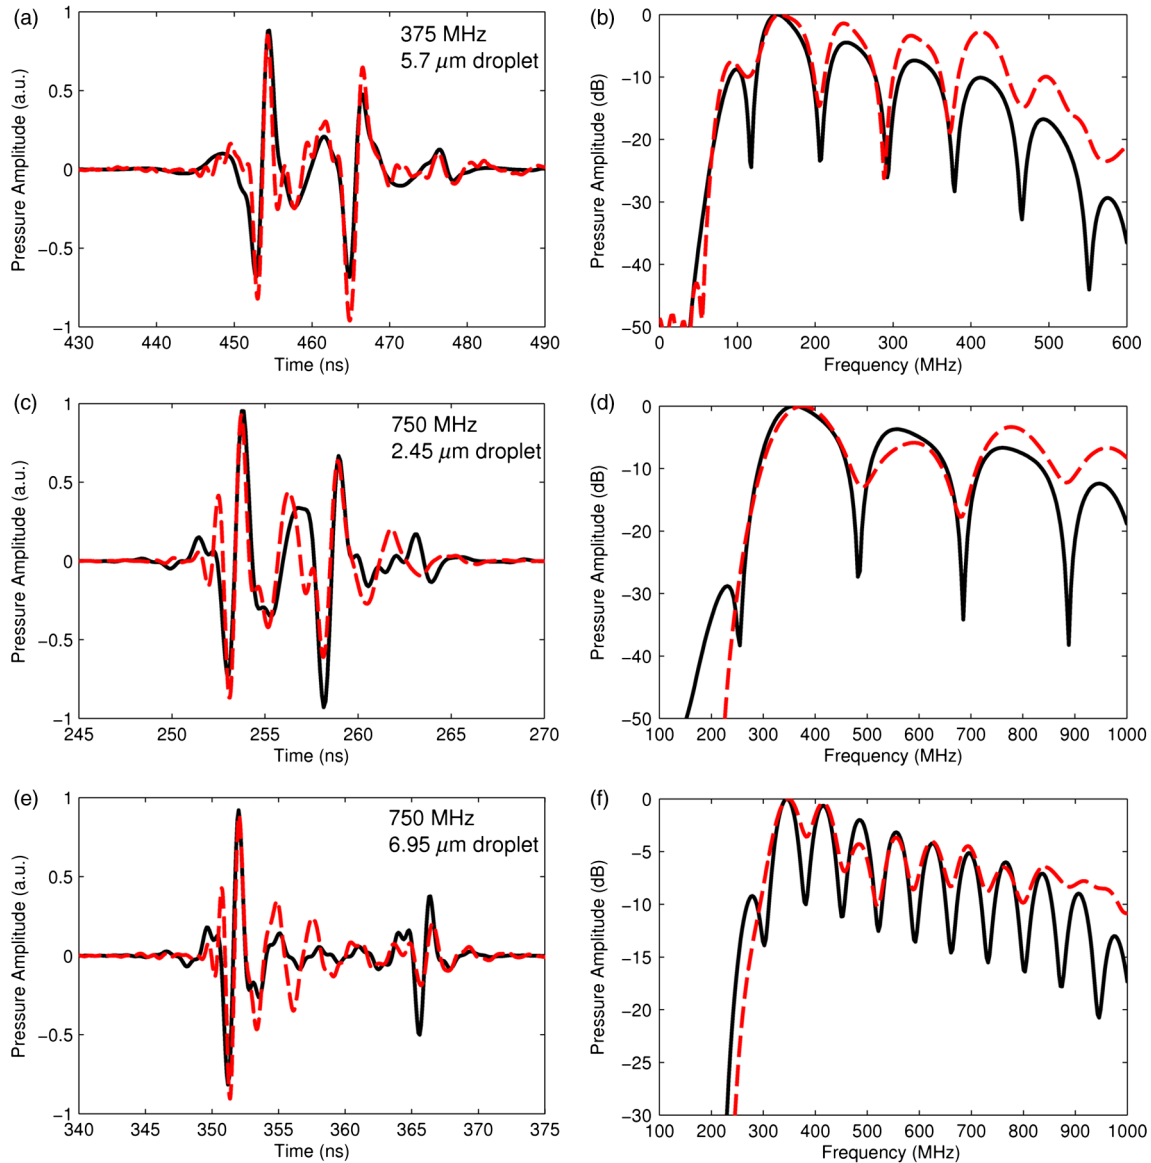 (a)
375 MHz
5.7 μm droplet
1
0.5
0
−0.5
−1
430 440 450 460 470 480 490
Time (ns)
Pressure Amplitude (a.u.)
(b)
0
−10
−20
−30
−40
−50
0 100 200 300 400 500 600
Frequency (MHz)
Pressure Amplitude (dB)
(c)
750 MHz
2.45 μm droplet
1
0.5
0
−0.5
−1
245 250 255 260 265 270
Time (ns)
Pressure Amplitude (a.u.)
(d)
0
−10
−20
−30
−40
−50
100 200 300 400 500 600 700 800 900 1000
Frequency (MHz)
Pressure Amplitude (dB)
(e)
750 MHz
6.95 μm droplet
1
0.5
0
−0.5
−1
340 345 350 355 360 365 370 375
Time (ns)
Pressure Amplitude (a.u.)
(f)
0
−5
−10
−15
−20
−25
−30
100 200 300 400 500 600 700 800 900 1000
Frequency (MHz)
Pressure Amplitude (dB)